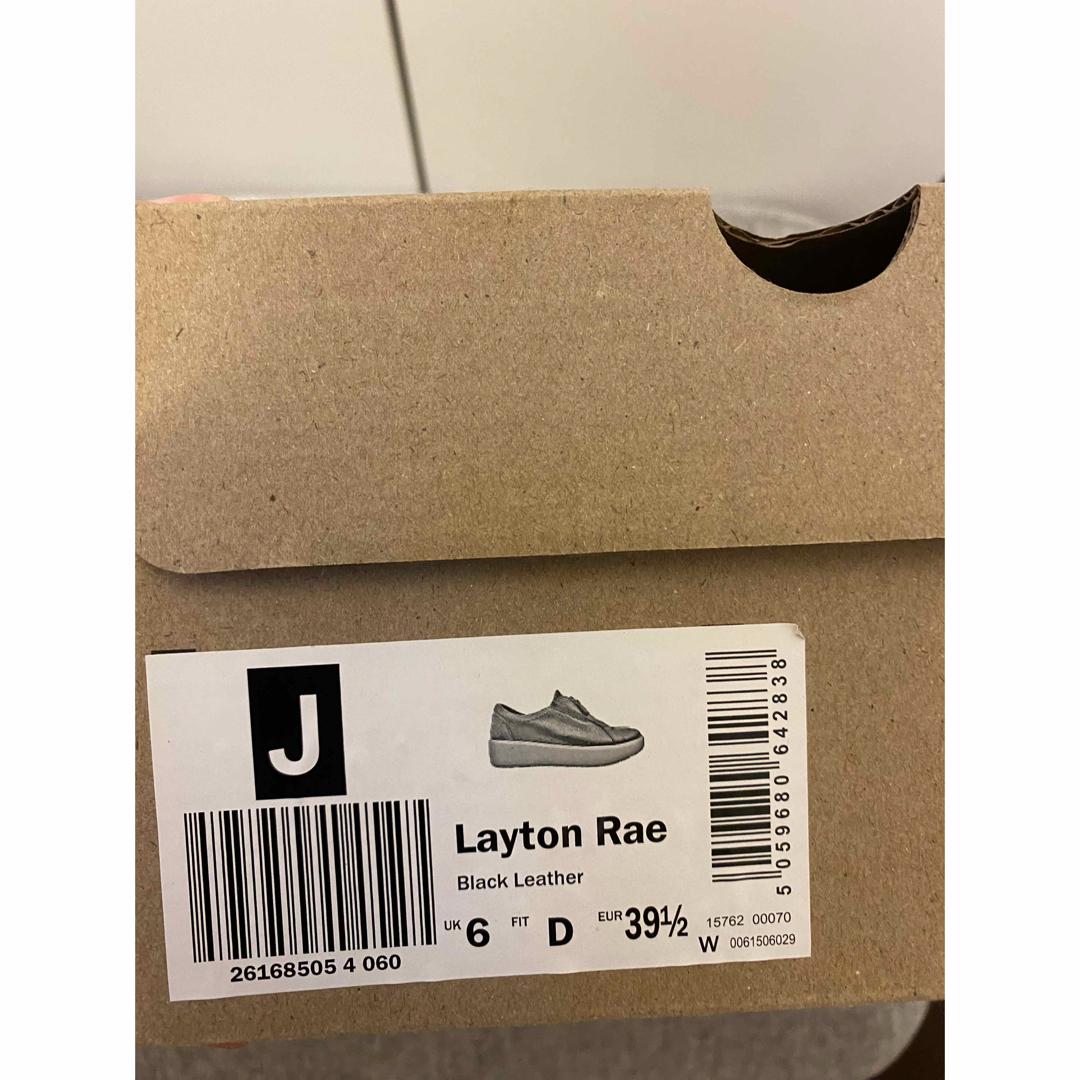 J
26168505 4 060
Layton Rae
Black Leather
UK 6 FIT D EUR 39½
5 059680 642838
15762 00070
W 0061506029